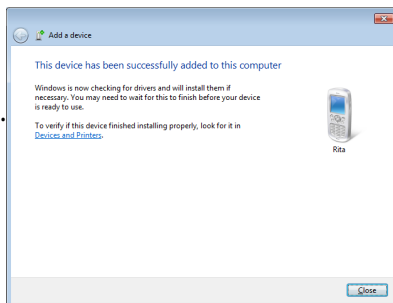 Add a device
This device has been successfully added to this computer
Windows is now checking for drivers and will install them if
necessary. You may need to wait for this to finish before your device
is ready to use.
To verify if this device finished installing properly, look for it in
Devices and Printers.
Rita
Close